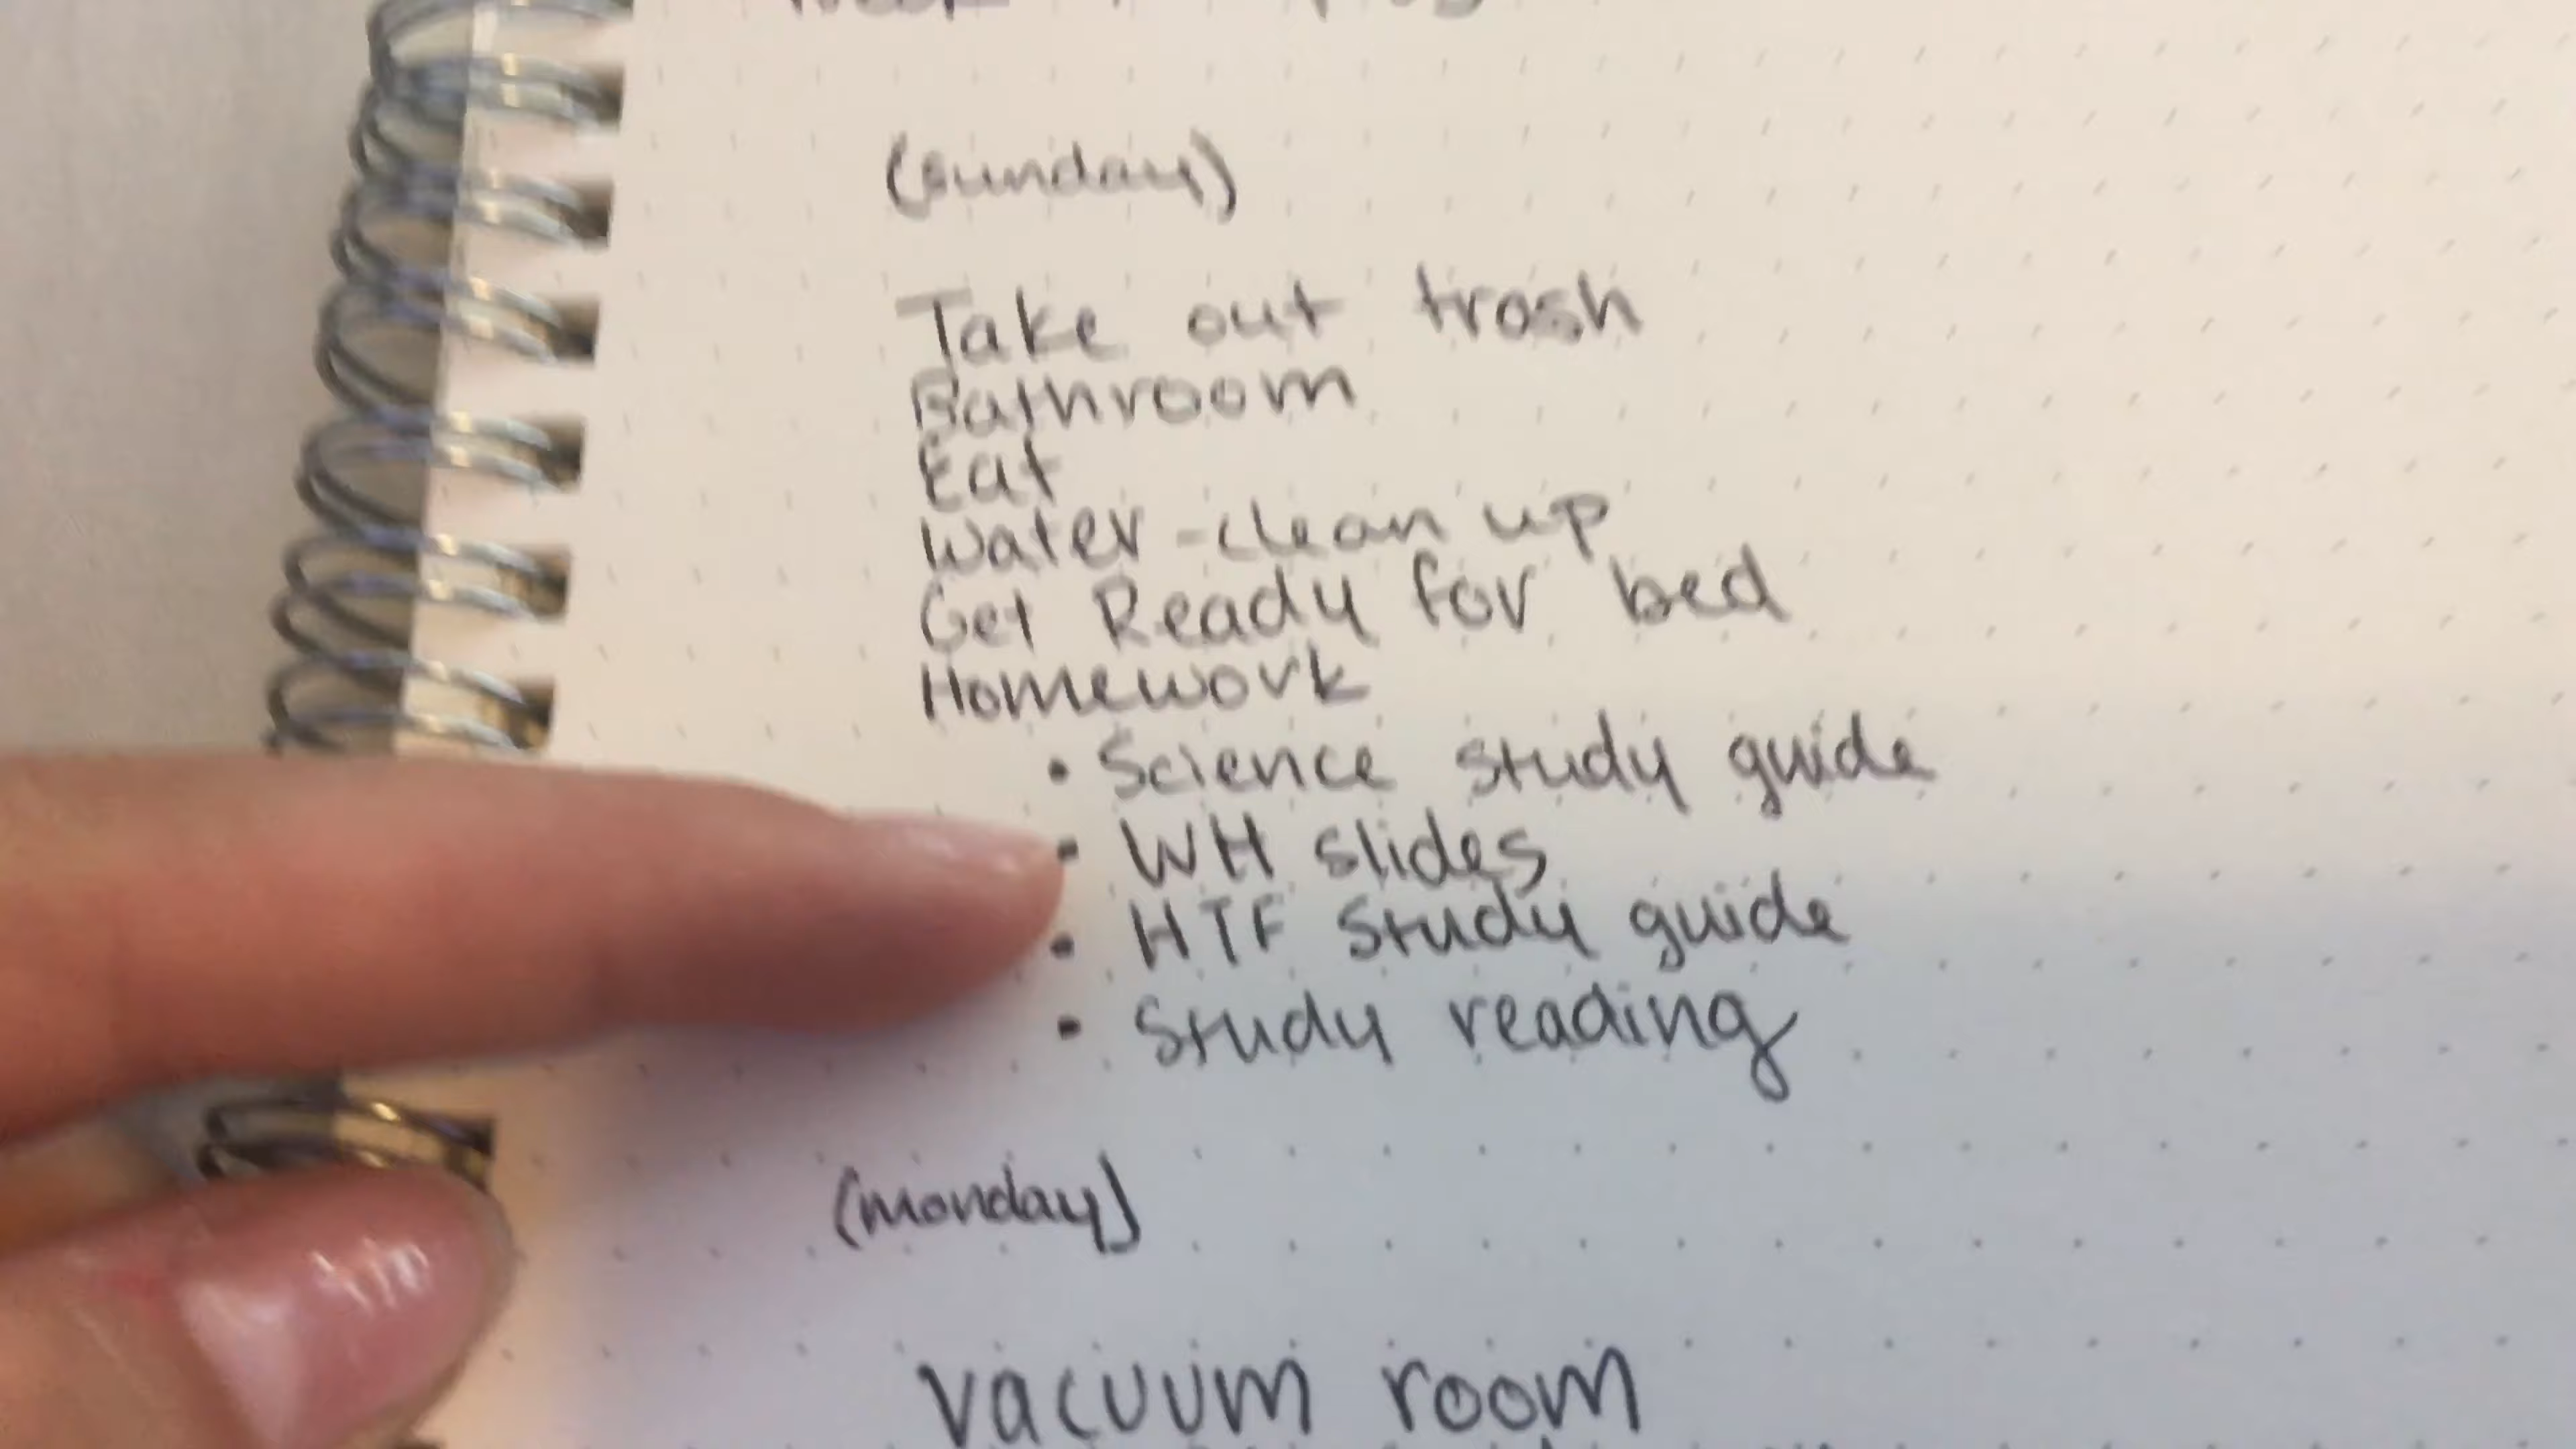 (sunday)
Take out trash
Bathroom
Eat
Water - clean up
Get Ready for bed
Homework
• Science study guide
• WH slides
• HTF study guide
• Study reading
(monday)
vacuum room